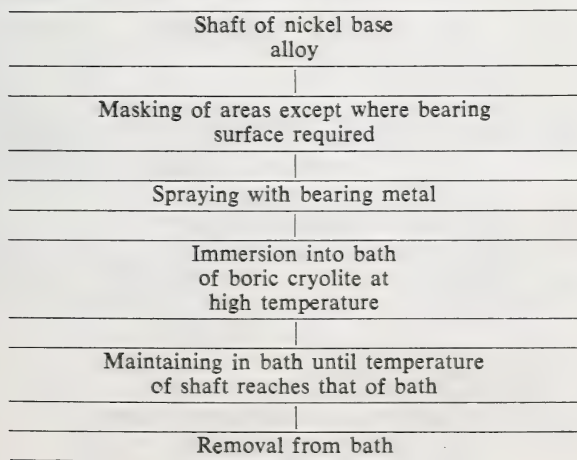 Shaft of nickel base
alloy
Masking of areas except where bearing
surface required
Spraying with bearing metal
Immersion into bath
of boric cryolite at
high temperature
Maintaining in bath until temperature
of shaft reaches that of bath
Removal from bath